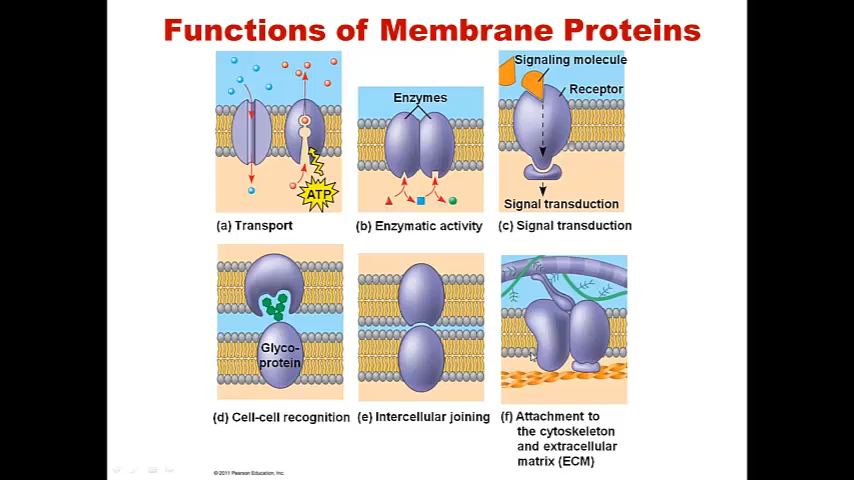 Functions of Membrane Proteins
Signaling molecule
Enzymes
Receptor
ATP
Signal transduction
(a) Transport
(b) Enzymatic activity
(c) Signal transduction
Glyco-
protein
(d) Cell-cell recognition
(e) Intercellular joining
(f) Attachment to
the cytoskeleton
and extracellular
matrix (ECM)
© 2011 Pearson Education, Inc.